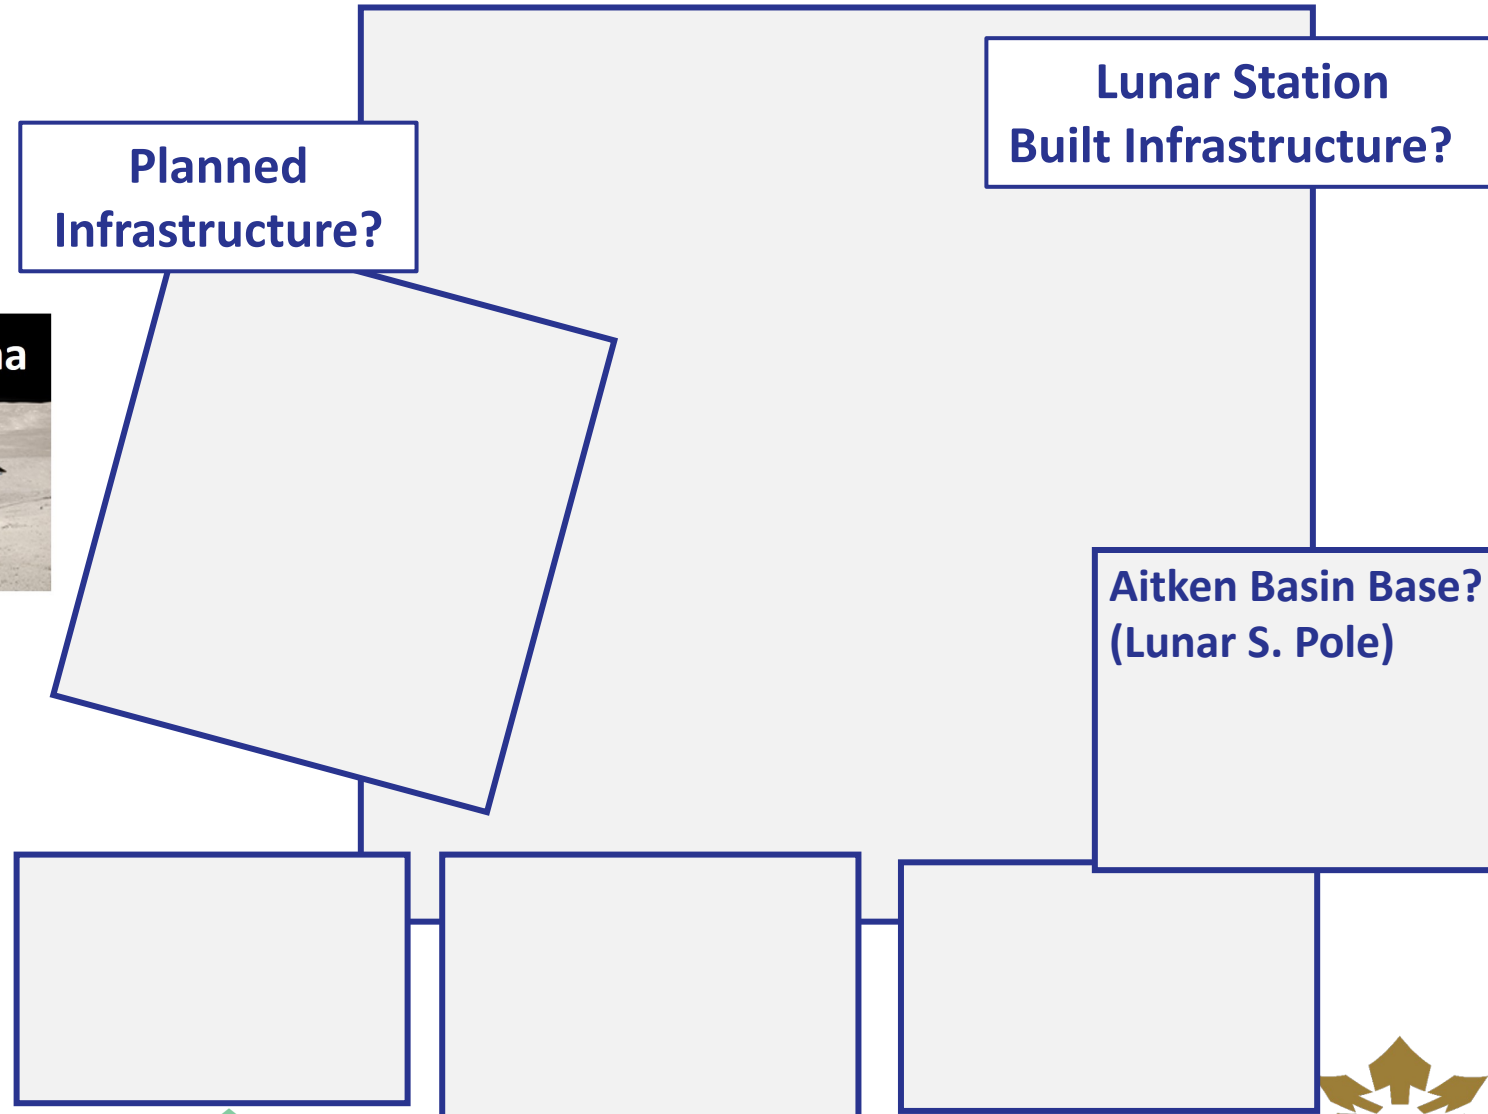 Lunar Station
Built Infrastructure?
Planned
Infrastructure?
Aitken Basin Base?
(Lunar S. Pole)